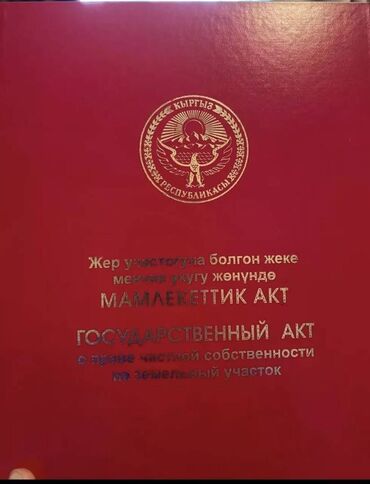 КЫРГЫЗ
РЕСПУБЛИКАСЫ
Жер участогуна болгон жеке
менчик укугу жөнүндө
МАМЛЕКЕТТИК АКТ
ГОСУДАРСТВЕННЫЙ АКТ
о праве частной собственности
на земельный участок